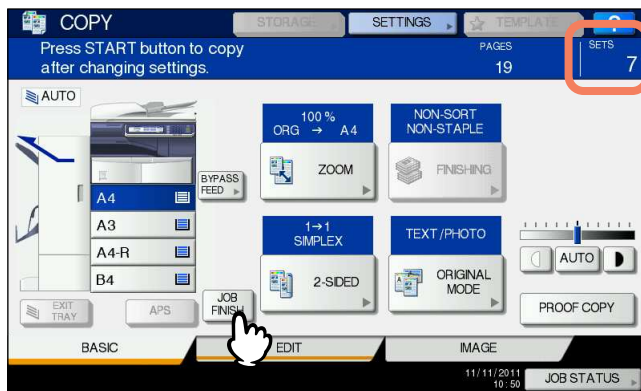 COPY
STORAGE
SETTINGS
TEMPLATE
?
Press START button to copy
after changing settings.
PAGES
19
SETS
7
AUTO
100 %
ORG → A4
ZOOM
NON-SORT
NON-STAPLE
FINISHING
BYPASS
FEED
A4
A3
A4-R
B4
1→1
SIMPLEX
2-SIDED
TEXT/PHOTO
ORIGINAL
MODE
AUTO
EXIT
TRAY
APS
JOB
FINISH
PROOF COPY
BASIC
EDIT
IMAGE
11/11/2011
10:50
JOB STATUS